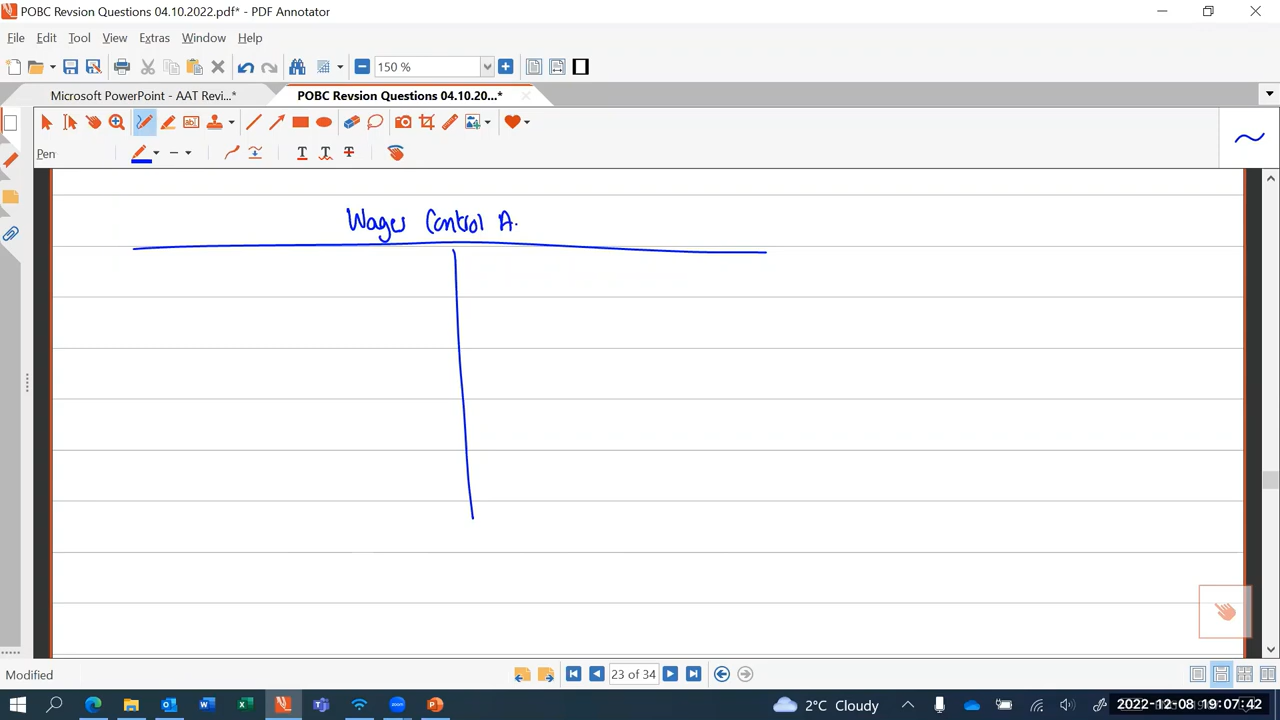 POBC Revsion Questions 04.10.2022.pdf* - PDF Annotator
File Edit Tool View Extras Window Help
150 %
Microsoft PowerPoint - AAT Revi...* POBC Revsion Questions 04.10.20...*
Pen
Wages Control A.
Modified 23 of 34
2°C Cloudy 2022-12-08 19:07:42